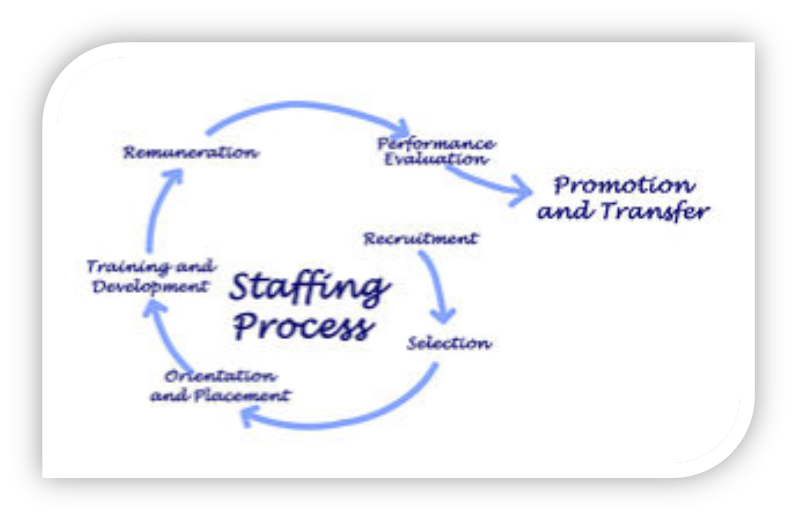 Remuneration
Performance
Evaluation
Promotion
and Transfer
Recruitment
Training and
Development
Staffing
Process
Selection
Orientation
and Placement